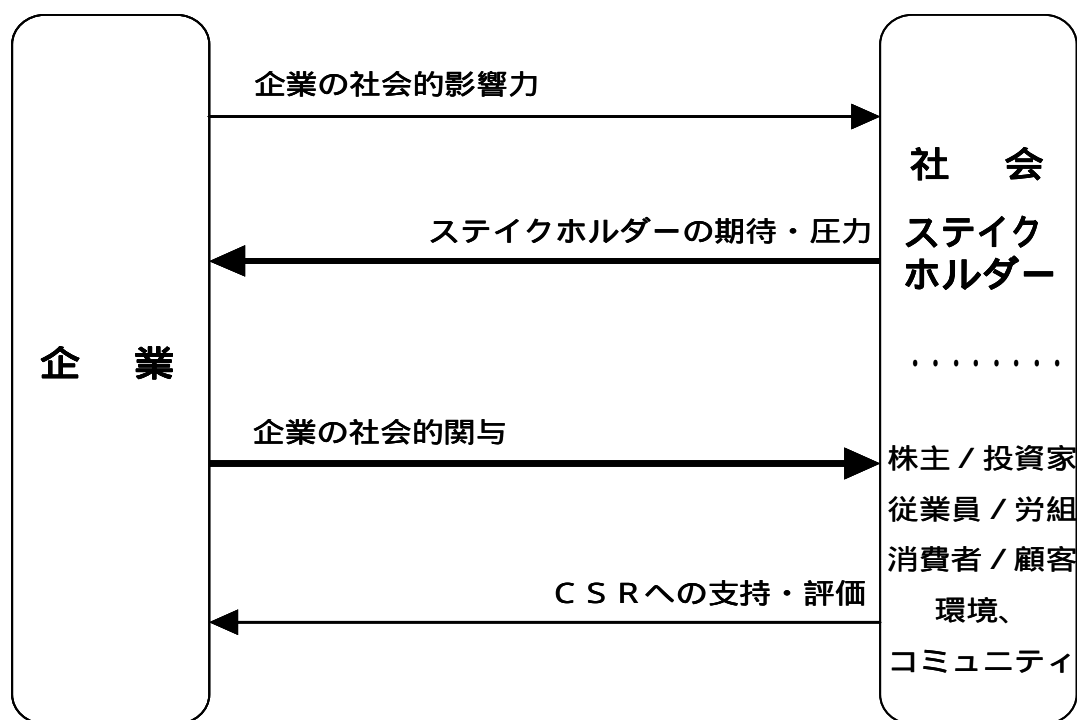 企業の社会的影響力
社　会
ステイクホルダーの期待・圧力
ステイク
ホルダー
企　業
・・・・・・・・
企業の社会的関与
株主／投資家
従業員／労組
消費者／顧客
ＣＳＲへの支持・評価
環境、
コミュニティ